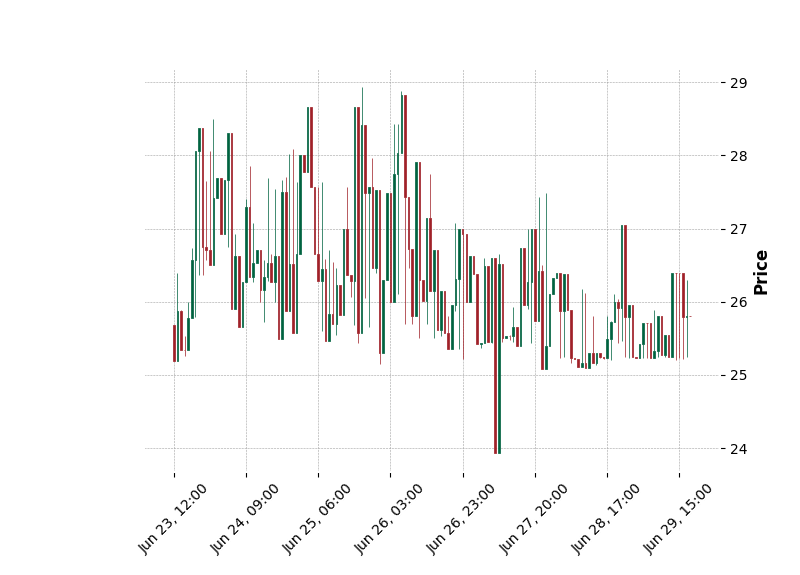 29
28
27
26
25
24
Price
Jun 23, 12:00
Jun 24, 09:00
Jun 25, 06:00
Jun 26, 03:00
Jun 26, 23:00
Jun 27, 20:00
Jun 28, 17:00
Jun 29, 15:00